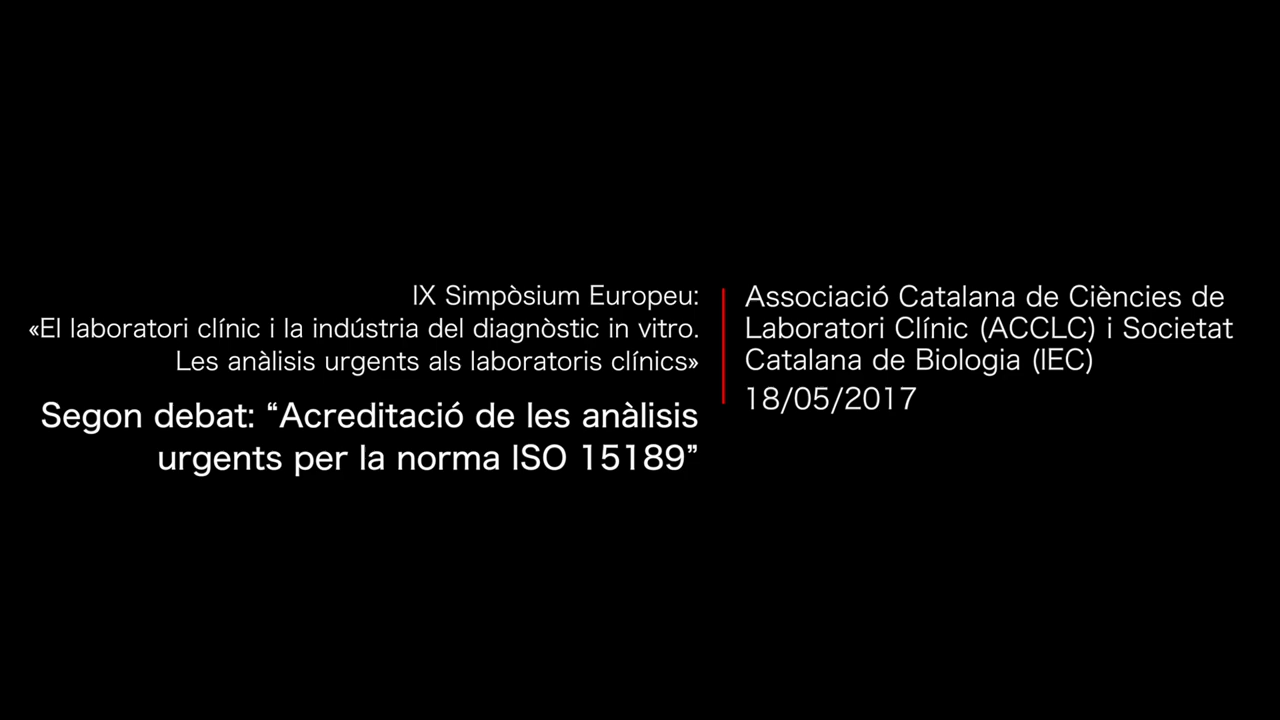 IX Simpòsium Europeu:
«El laboratori clínic i la indústria del diagnòstic in vitro.
Les anàlisis urgents als laboratoris clínics»
Segon debat: “Acreditació de les anàlisis
urgents per la norma ISO 15189”
Associació Catalana de Ciències de
Laboratori Clínic (ACCLC) i Societat
Catalana de Biologia (IEC)
18/05/2017